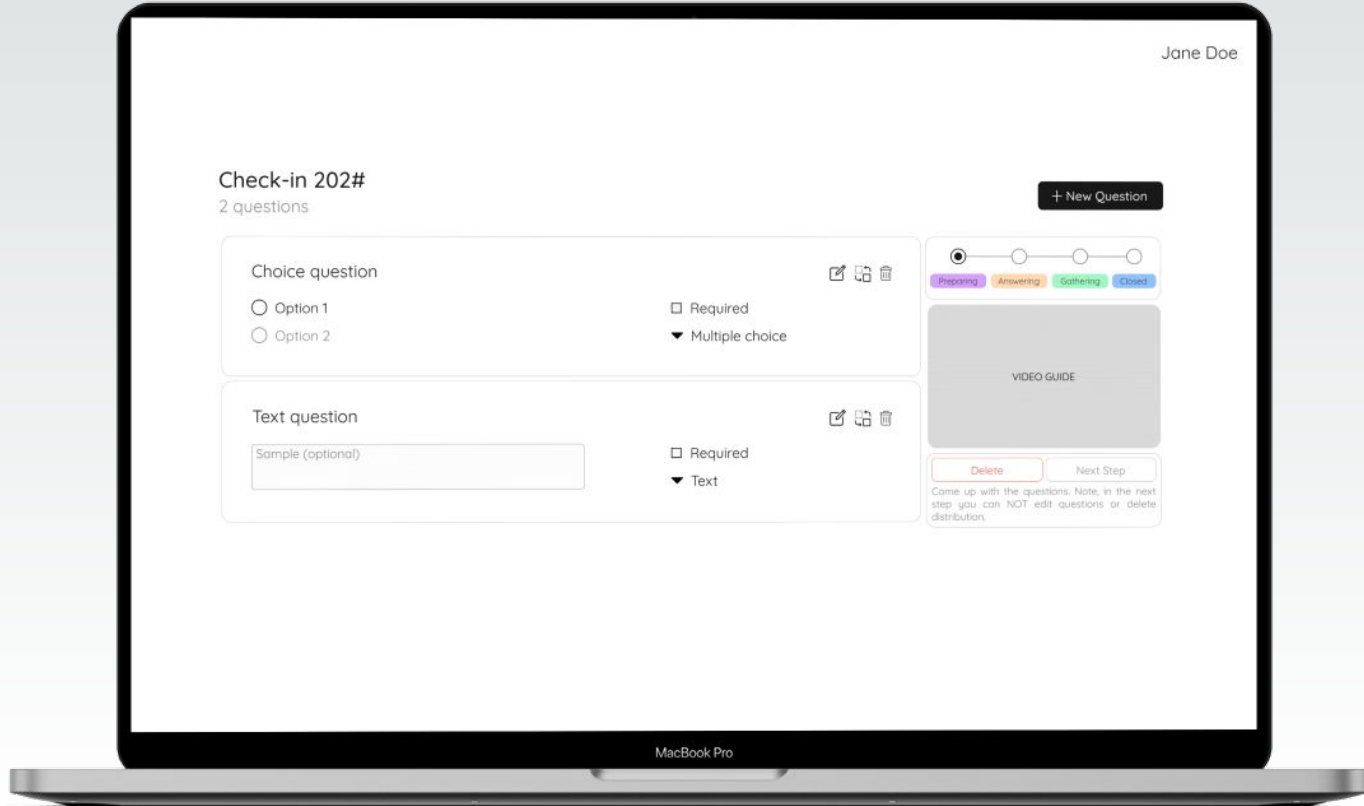 Jane Doe
Check-in 202#
2 questions
+ New Question
Choice question
Option 1
Option 2
Required
Multiple choice
Text question
Sample (optional)
Required
Text
Preparing Answering Gathering Closed
VIDEO GUIDE
Delete Next Step
Come up with the questions. Note, in the next
step you can NOT edit questions or delete
distribution.
MacBook Pro